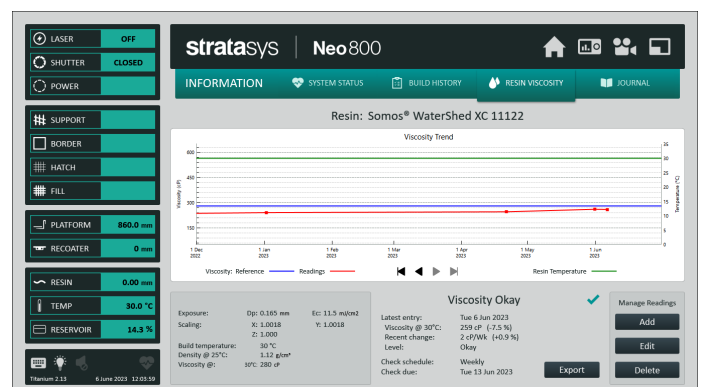 LASER OFF
SHUTTER CLOSED
POWER
SUPPORT
BORDER
HATCH
FILL
PLATFORM 860.0 mm
RECOATER 0 mm
RESIN 0.00 mm
TEMP 30.0 °C
RESERVOIR 14.3 %
Titanium 2.13 6 June 2023 12:03:59
stratasys | Neo800
INFORMATION SYSTEM STATUS BUILD HISTORY RESIN VISCOSITY JOURNAL
Resin: Somos® WaterShed XC 11122
Viscosity Trend
Viscosity (cP)
600
450
300
150
35
30
25
20
15
10
5
0
Temperature (°C)
1 Dec 2022
1 Jan 2023
1 Feb 2023
1 Mar 2023
1 Apr 2023
1 May 2023
1 Jun 2023
Viscosity: Reference Readings Resin Temperature
Exposure: Dp: 0.165 mm Ec: 11.5 mJ/cm2
Scaling: X: 1.0018 Y: 1.0018
Z: 1.000
Build temperature: 30 °C
Density @ 25°C: 1.12 g/cm³
Viscosity @: 30°C: 280 cP
Viscosity Okay
Latest entry: Tue 6 Jun 2023
Viscosity @ 30°C: 259 cP (-7.5 %)
Recent change: 2 cP/Wk (+0.9 %)
Level: Okay
Check schedule: Weekly
Check due: Tue 13 Jun 2023
Export
Manage Readings
Add
Edit
Delete